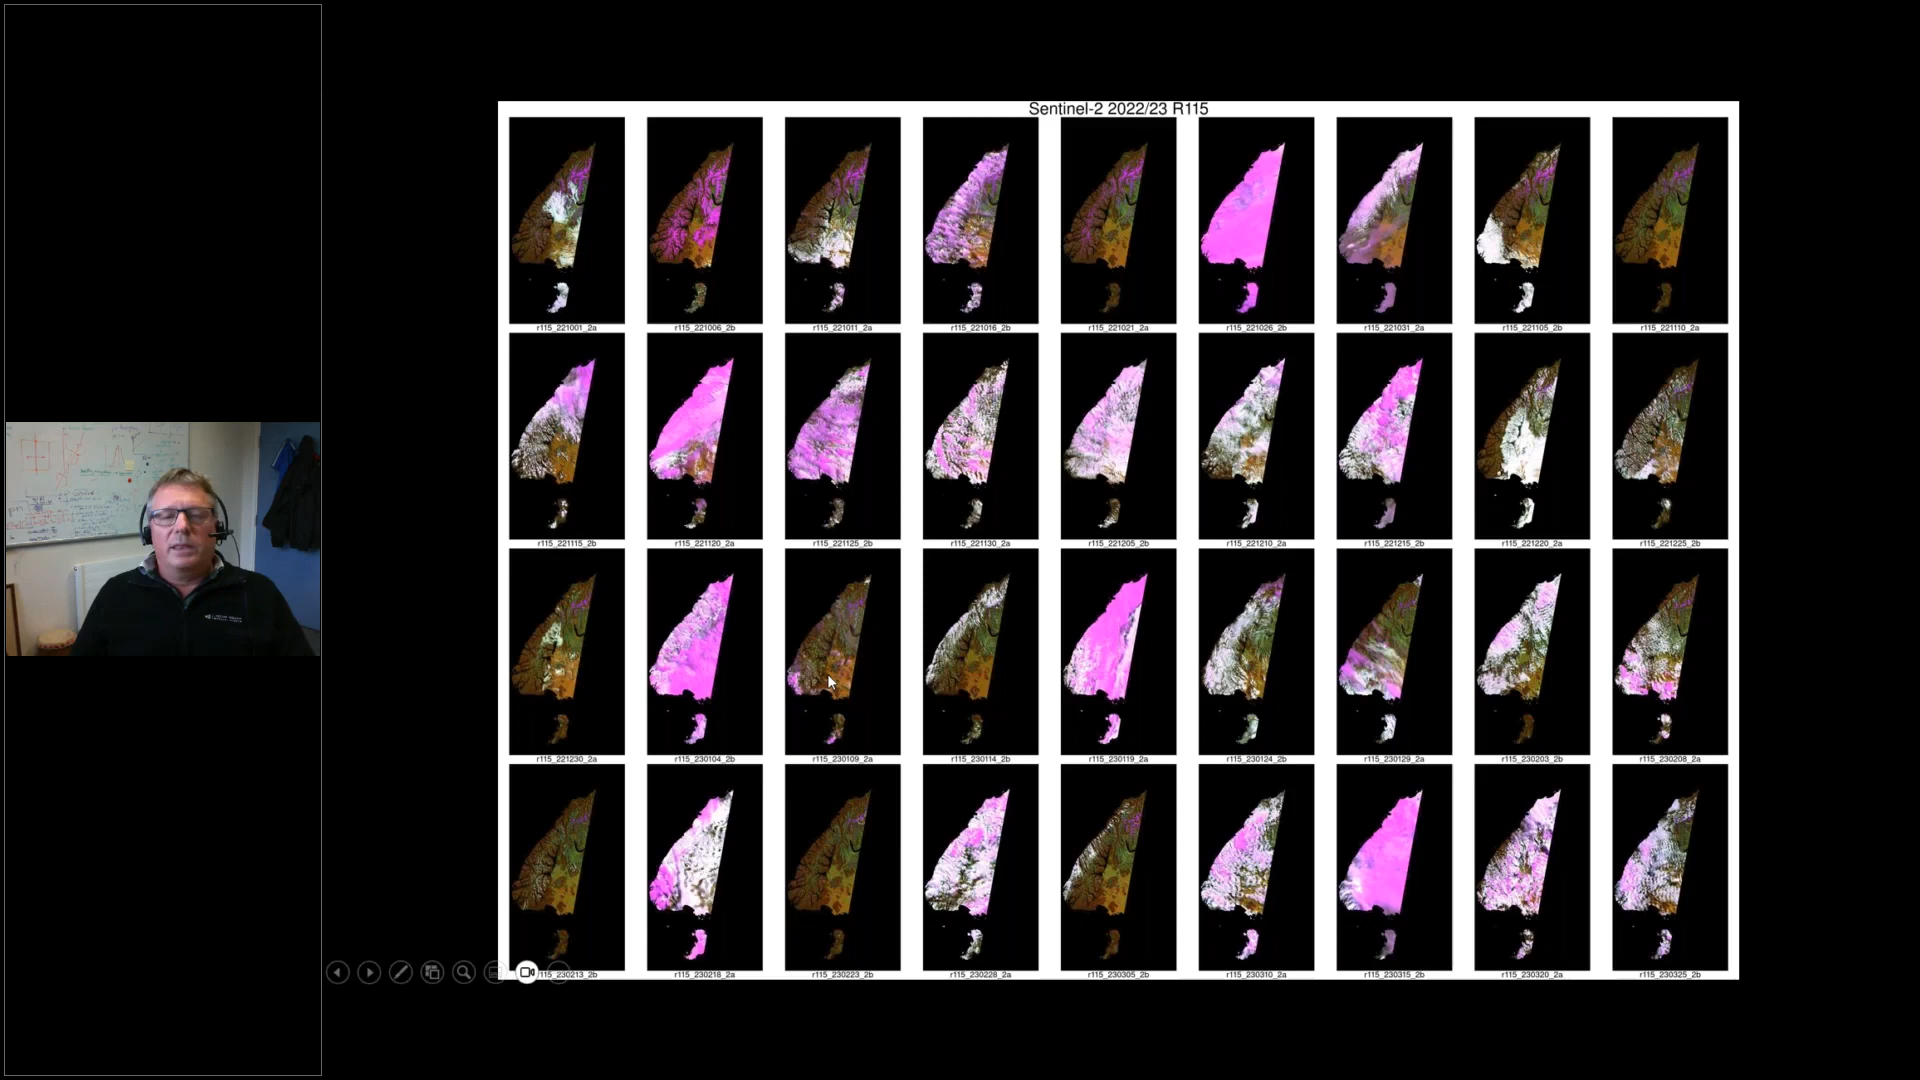 Sentinel-2 2022/23 R115
r115_221001_2a
r115_221006_2b
r115_221011_2a
r115_221016_2b
r115_221021_2a
r115_221026_2b
r115_221031_2a
r115_221105_2b
r115_221110_2a
r115_221115_2b
r115_221120_2a
r115_221125_2b
r115_221130_2a
r115_221205_2b
r115_221210_2a
r115_221215_2b
r115_221220_2a
r115_221225_2b
r115_221230_2a
r115_230104_2b
r115_230109_2a
r115_230114_2b
r115_230119_2a
r115_230124_2b
r115_230129_2a
r115_230203_2b
r115_230208_2a
r115_230213_2b
r115_230218_2a
r115_230223_2b
r115_230228_2a
r115_230305_2b
r115_230310_2a
r115_230315_2b
r115_230320_2a
r115_230325_2b